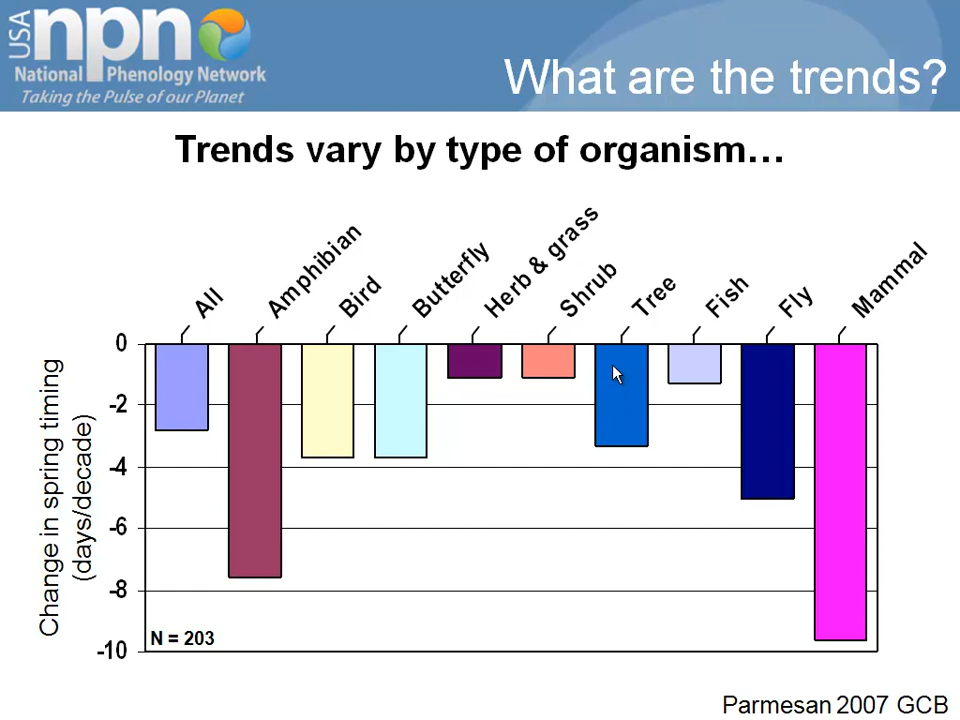 USA
npn
National Phenology Network
Taking the Pulse of our Planet
What are the trends?
Trends vary by type of organism...
All
Amphibian
Bird
Butterfly
Herb & grass
Shrub
Tree
Fish
Fly
Mammal
Change in spring timing
(days/decade)
0
-2
-4
-6
-8
-10
N = 203
Parmesan 2007 GCB